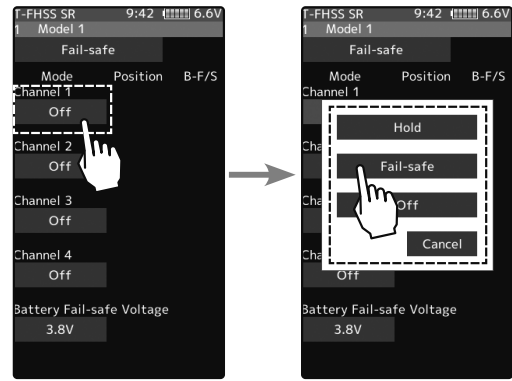 T-FHSS SR 9:42 6.6V
1 Model 1
Fail-safe
Mode Position B-F/S
Channel 1
Off
Channel 2
Off
Channel 3
Off
Channel 4
Off
Battery Fail-safe Voltage
3.8V
T-FHSS SR 9:42 6.6V
1 Model 1
Fail-safe
Mode Position B-F/S
Channel 1
Hold
Cha
Fail-safe
Cha
Off
Cha
Cancel
Off
Battery Fail-safe Voltage
3.8V